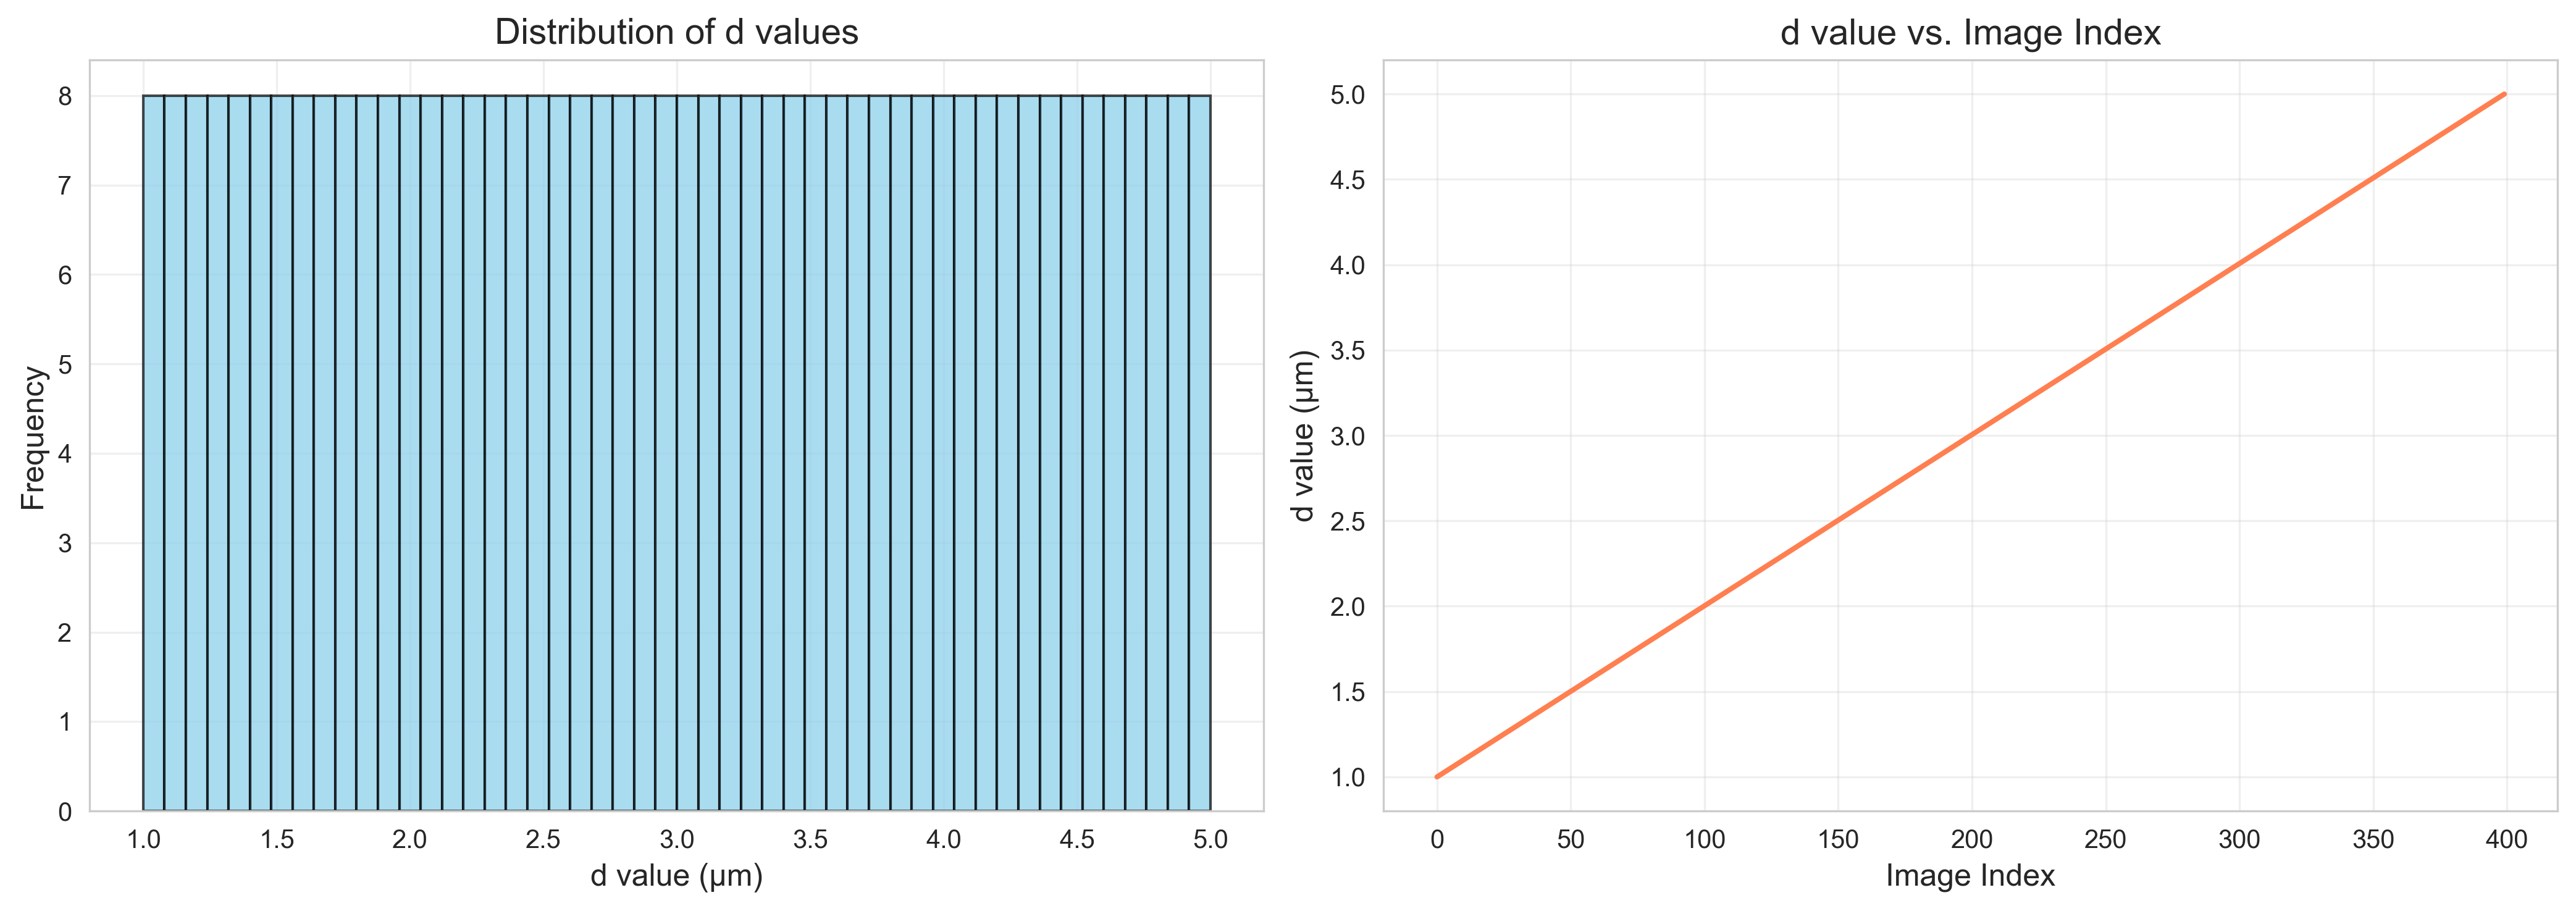 Distribution of d values
8
7
6
5
4
3
2
1
0
Frequency
1.0 1.5 2.0 2.5 3.0 3.5 4.0 4.5 5.0
d value (µm)
d value vs. Image Index
5.0
4.5
4.0
3.5
3.0
2.5
2.0
1.5
1.0
d value (µm)
0 50 100 150 200 250 300 350 400
Image Index